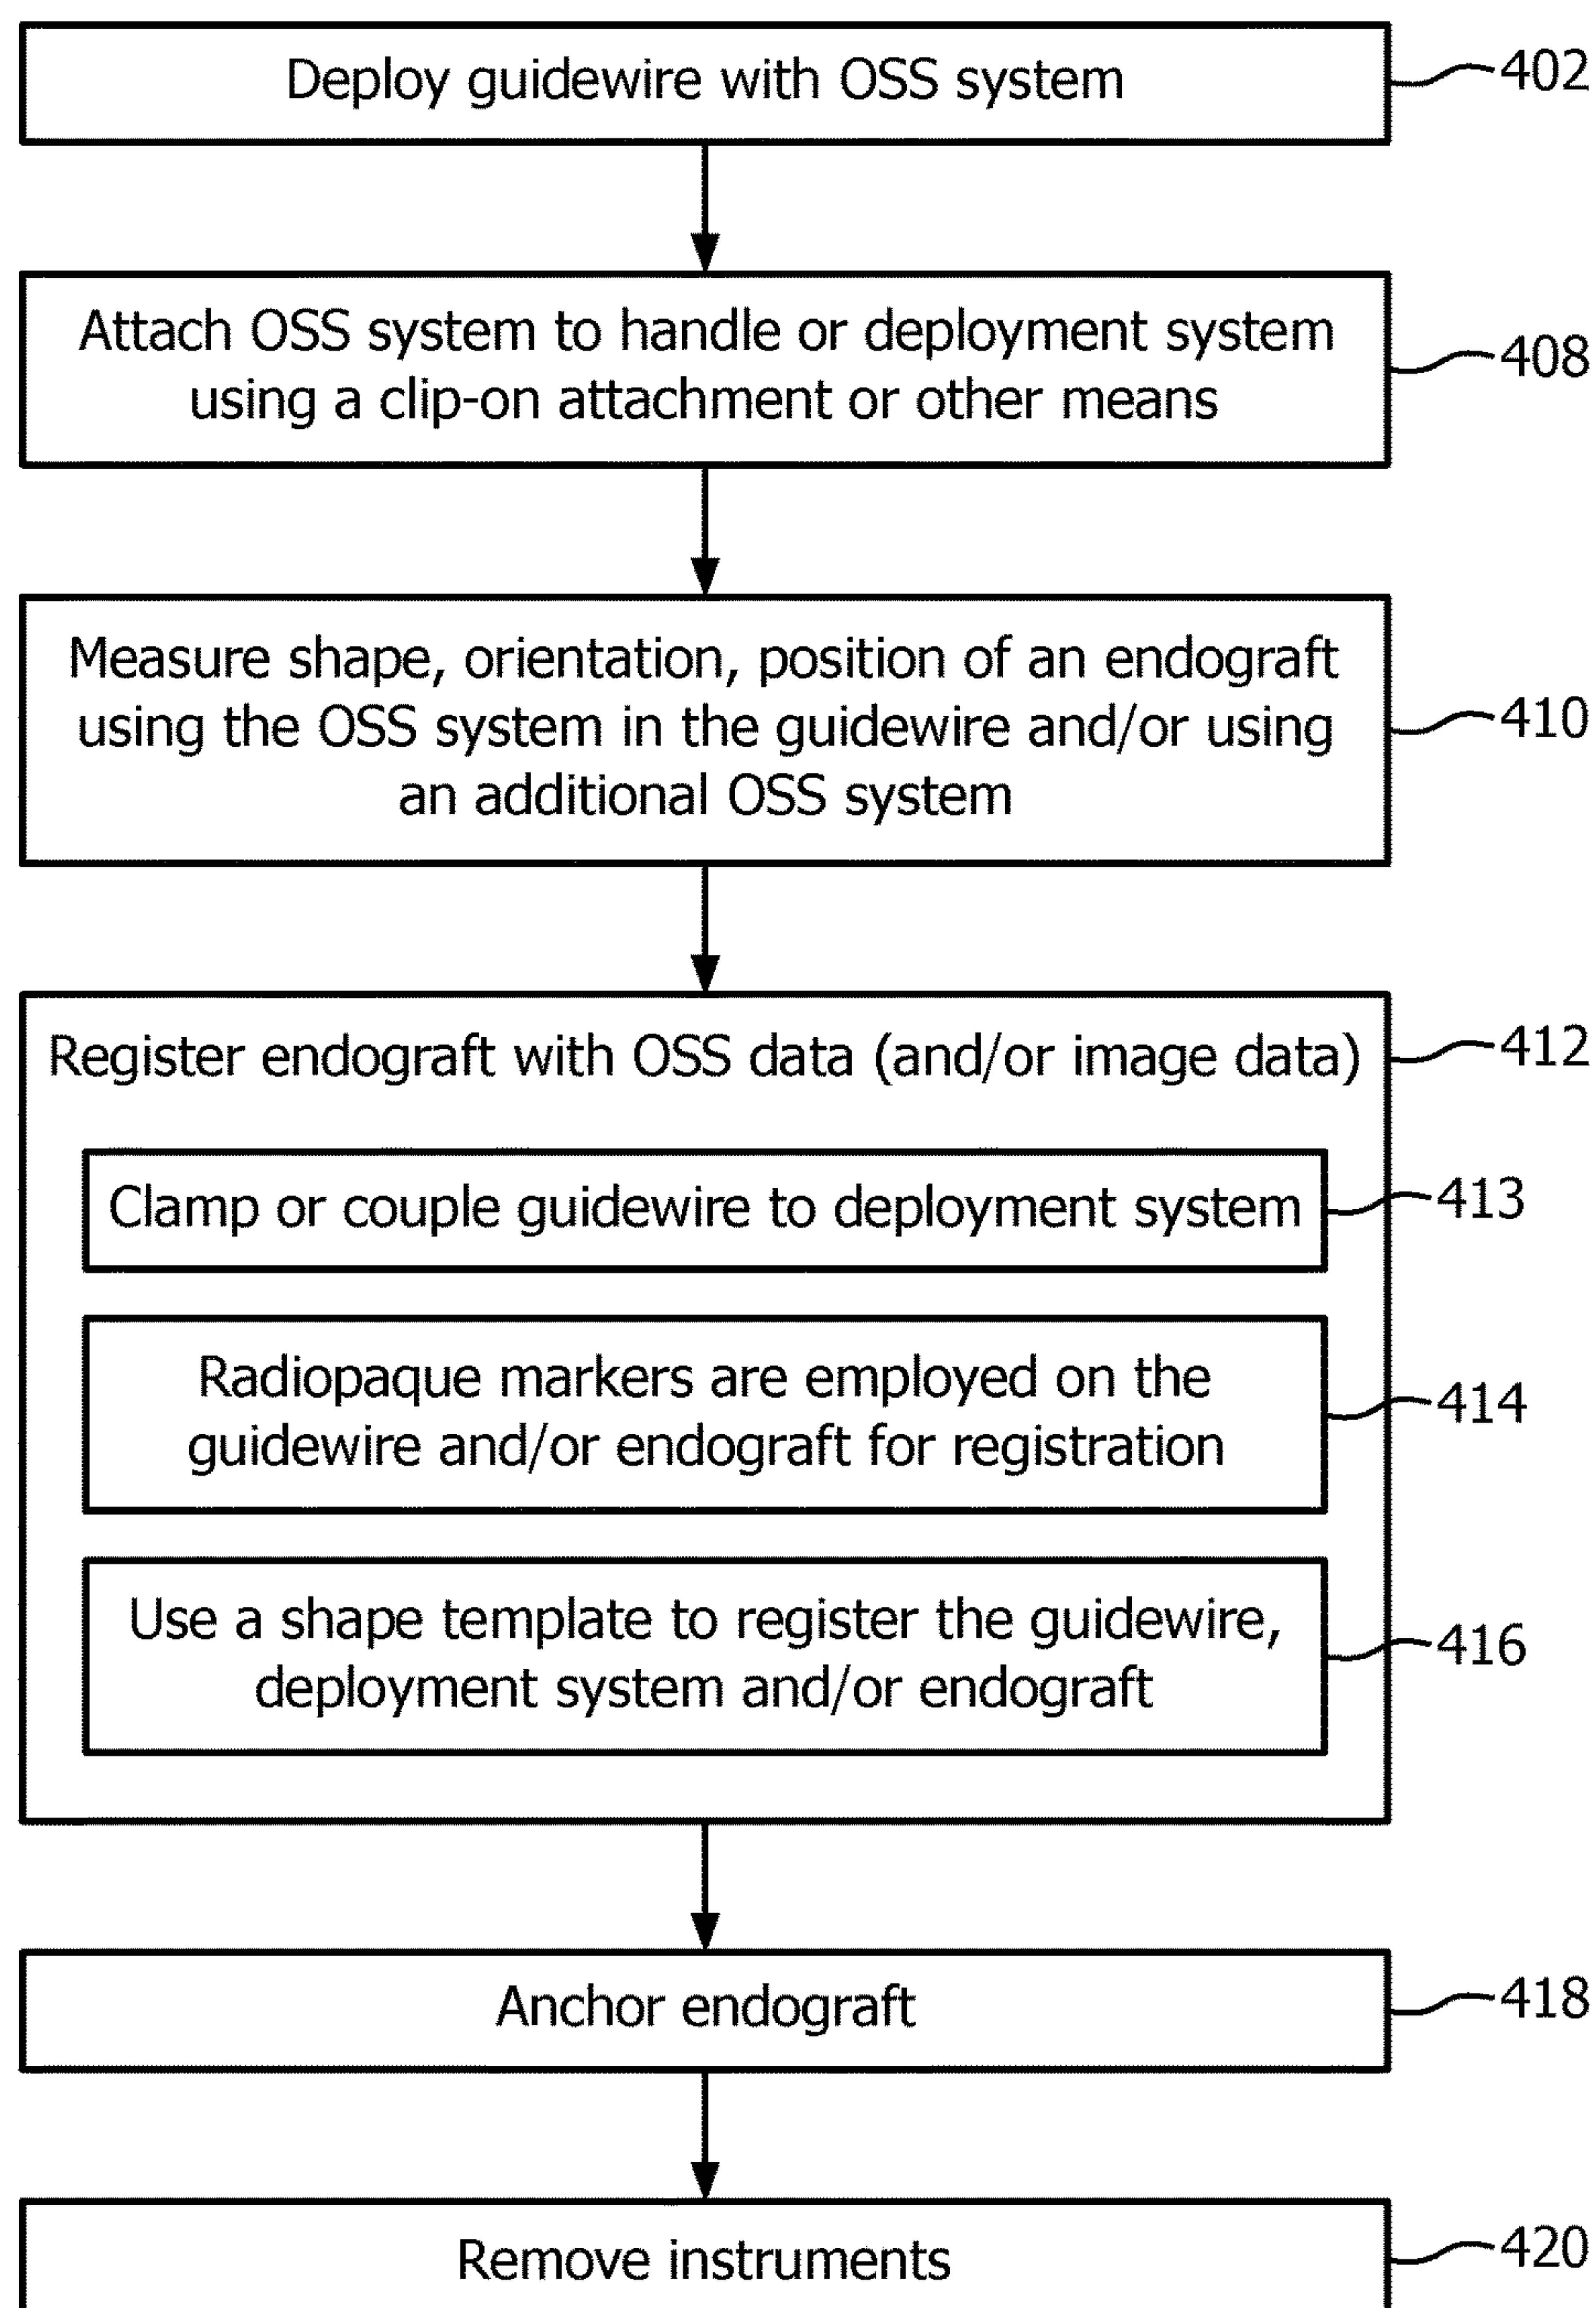 Deploy guidewire with OSS system
402
Attach OSS system to handle or deployment system
using a clip-on attachment or other means
408
Measure shape, orientation, position of an endograft
using the OSS system in the guidewire and/or using
an additional OSS system
410
Register endograft with OSS data (and/or image data)
412
Clamp or couple guidewire to deployment system
413
Radiopaque markers are employed on the
guidewire and/or endograft for registration
414
Use a shape template to register the guidewire,
deployment system and/or endograft
416
Anchor endograft
418
Remove instruments
420